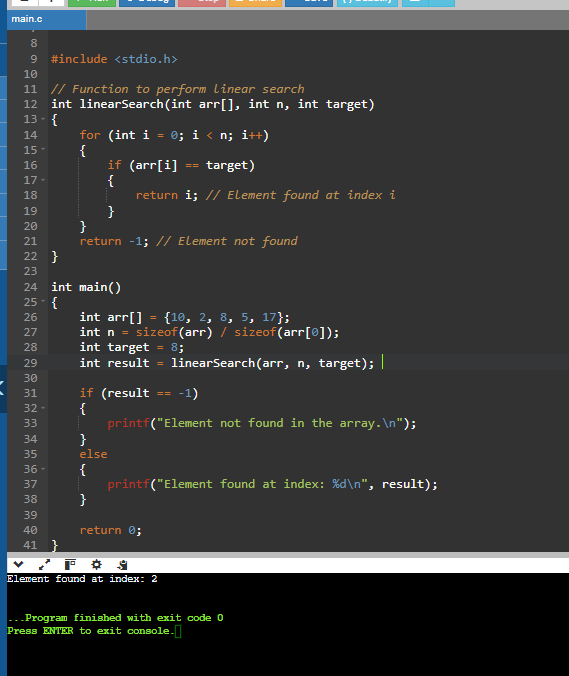 main.c
8
9 #include <stdio.h>
10
11 // Function to perform linear search
12 int linearSearch(int arr[], int n, int target)
13 {
14     for (int i = 0; i < n; i++)
15     {
16         if (arr[i] == target)
17         {
18             return i; // Element found at index i
19         }
20     }
21     return -1; // Element not found
22 }
23
24 int main()
25 {
26     int arr[] = {10, 2, 8, 5, 17};
27     int n = sizeof(arr) / sizeof(arr[0]);
28     int target = 8;
29     int result = linearSearch(arr, n, target);
30
31     if (result == -1)
32     {
33         printf("Element not found in the array.\n");
34     }
35     else
36     {
37         printf("Element found at index: %d\n", result);
38     }
39
40     return 0;
41 }
Element found at index: 2
...Program finished with exit code 0
Press ENTER to exit console.